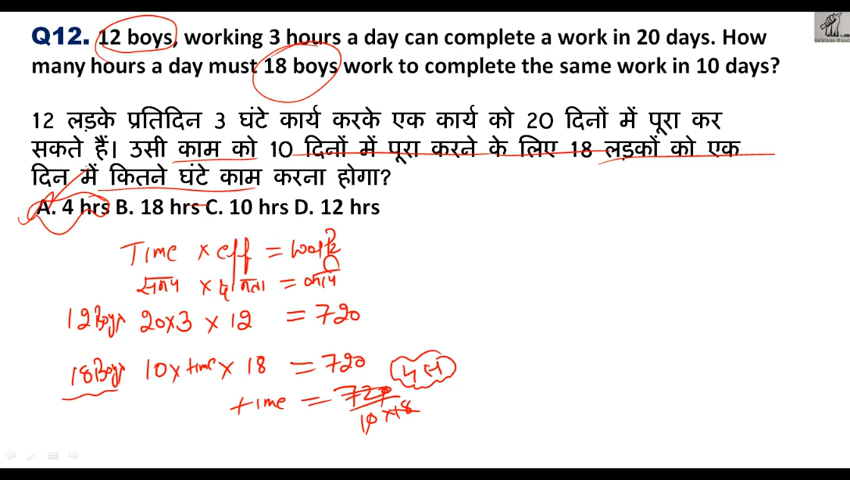 Q12. 12 boys, working 3 hours a day can complete a work in 20 days. How
many hours a day must 18 boys work to complete the same work in 10 days?
12 लड़के प्रतिदिन 3 घंटे कार्य करके एक कार्य को 20 दिनों में पूरा कर
सकते हैं। उसी काम को 10 दिनों में पूरा करने के लिए 18 लड़कों को एक
दिन में कितने घंटे काम करना होगा?
A. 4 hrs B. 18 hrs C. 10 hrs D. 12 hrs
Time × eff = work
समय × = कार्य
12 Boys 20×3 × 12 = 720
18 Boys 10 × time × 18 = 720
time = 720
10 × 18